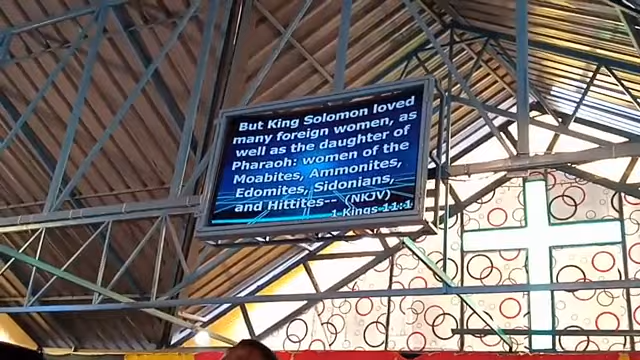 But King Solomon loved
many foreign women, as
well as the daughter of
Pharaoh: women of the
Moabites, Ammonites,
Edomites, Sidonians,
and Hittites-- (NKJV)
1 Kings 11:1